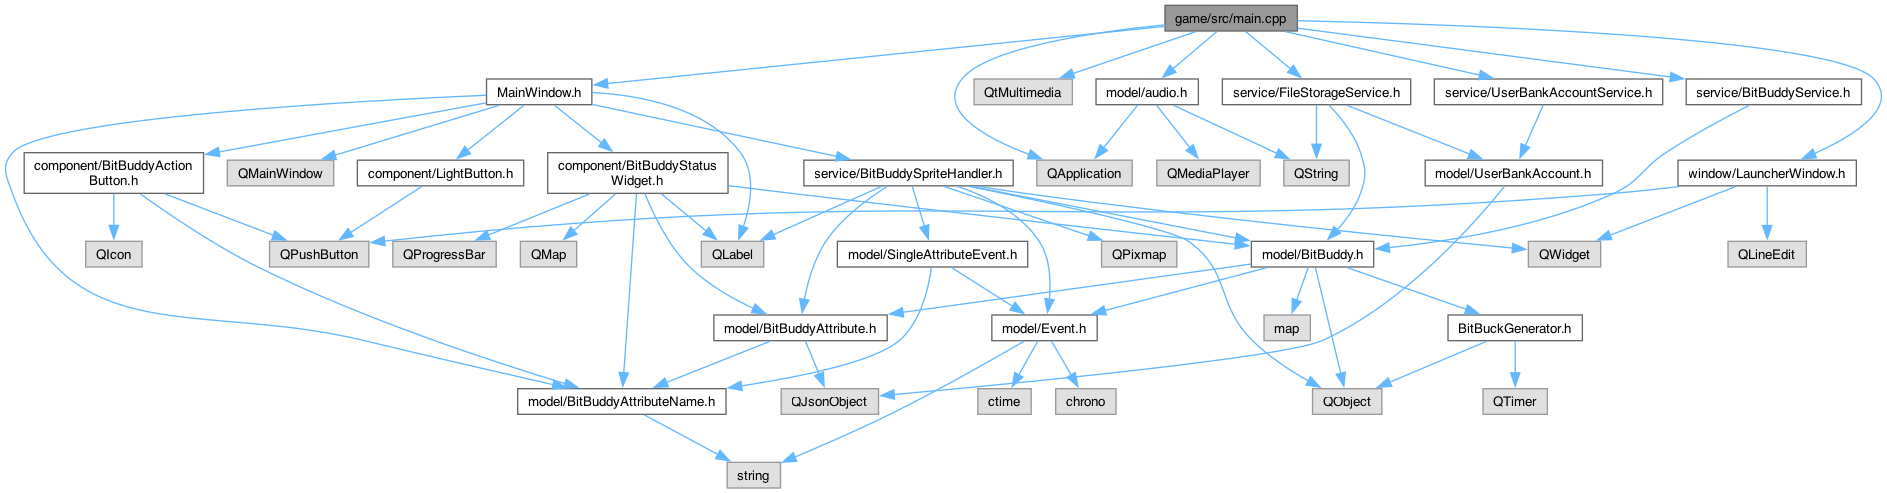 game/src/main.cpp
MainWindow.h
QtMultimedia
model/audio.h
service/FileStorageService.h
service/UserBankAccountService.h
service/BitBuddyService.h
component/BitBuddyAction
Button.h
QMainWindow
component/LightButton.h
component/BitBuddyStatus
Widget.h
service/BitBuddySpriteHandler.h
QApplication
QMediaPlayer
QString
model/UserBankAccount.h
window/LauncherWindow.h
QIcon
QPushButton
QProgressBar
QMap
QLabel
model/SingleAttributeEvent.h
QPixmap
model/BitBuddy.h
QWidget
QLineEdit
model/BitBuddyAttribute.h
model/Event.h
map
BitBuckGenerator.h
model/BitBuddyAttributeName.h
QJsonObject
ctime
chrono
QObject
QTimer
string